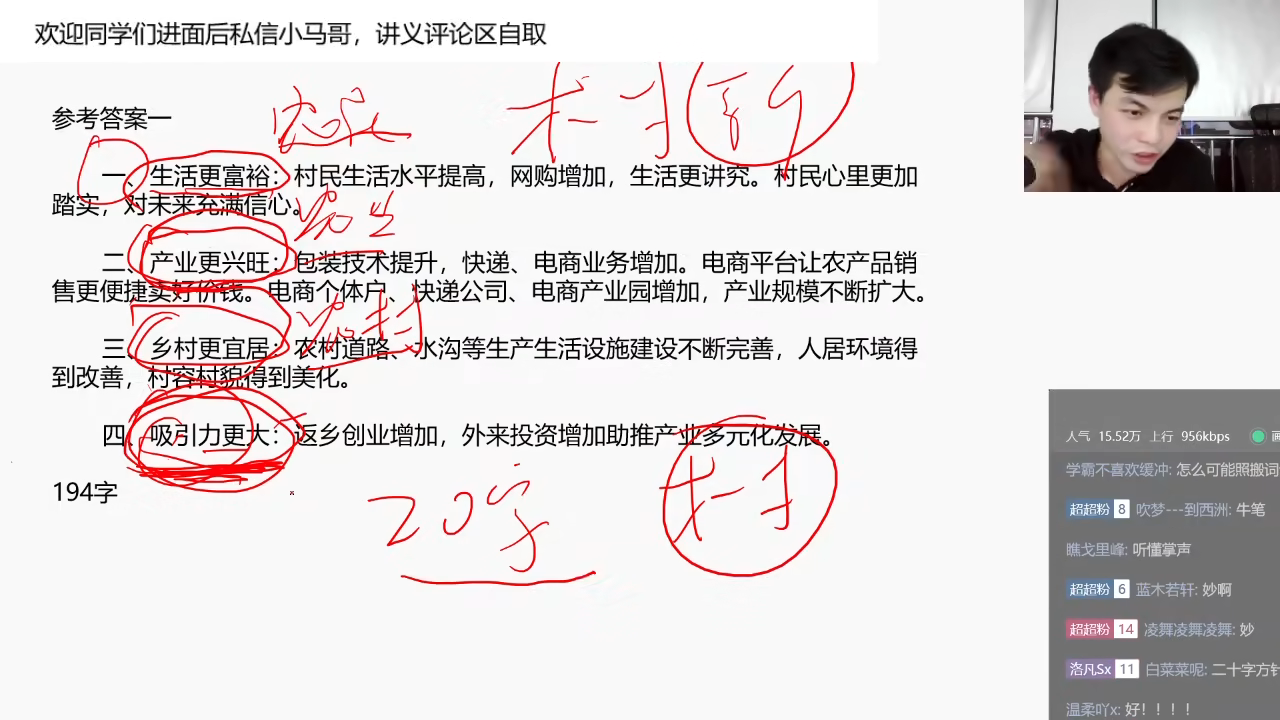 欢迎同学们进面后私信小马哥，讲义评论区自取
参考答案一
一、生活更富裕：村民生活水平提高，网购增加，生活更讲究。村民心里更加
踏实，对未来充满信心。
二、产业更兴旺：包装技术提升，快递、电商业务增加。电商平台让农产品销
售更便捷卖好价钱。电商个体户、快递公司、电商产业园增加，产业规模不断扩大。
三、乡村更宜居：农村道路、水沟等生产生活设施建设不断完善，人居环境得
到改善，村容村貌得到美化。
四、吸引力更大：返乡创业增加，外来投资增加助推产业多元化发展。
194字
20字
村
人气 15.52万 上行 956kbps
学霸不喜欢缓冲: 怎么可能照搬词
超超粉 8 吹梦---到西洲: 牛笔
瞧戈里峰: 听懂掌声
超超粉 6 蓝木若轩: 妙啊
超超粉 14 凌舞凌舞凌舞: 妙
洛凡Sx 11 白菜菜呢: 二十字方针
温柔吖x: 好！！！！